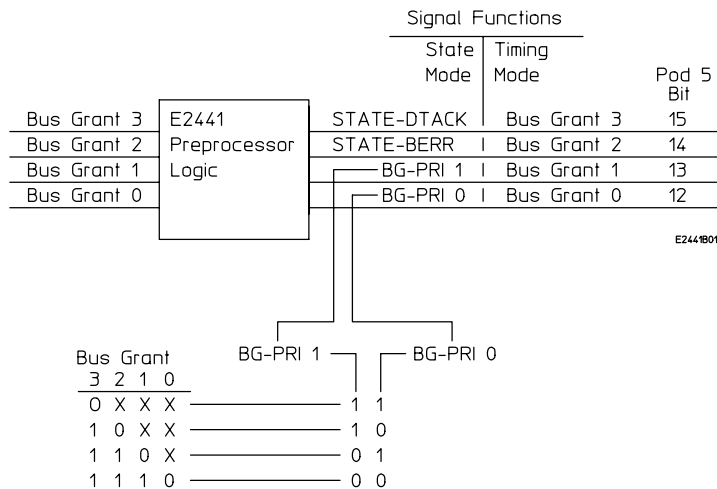 Signal Functions
State Timing
Mode Mode Pod 5
Bit
Bus Grant 3 E2441 STATE-DTACK Bus Grant 3 15
Bus Grant 2 Preprocessor STATE-BERR Bus Grant 2 14
Bus Grant 1 Logic BG-PRI 1 Bus Grant 1 13
Bus Grant 0 BG-PRI 0 Bus Grant 0 12
E2441B01
BG-PRI 1 BG-PRI 0
Bus Grant
3 2 1 0
0 X X X 1 1
1 0 X X 1 0
1 1 0 X 0 1
1 1 1 0 0 0